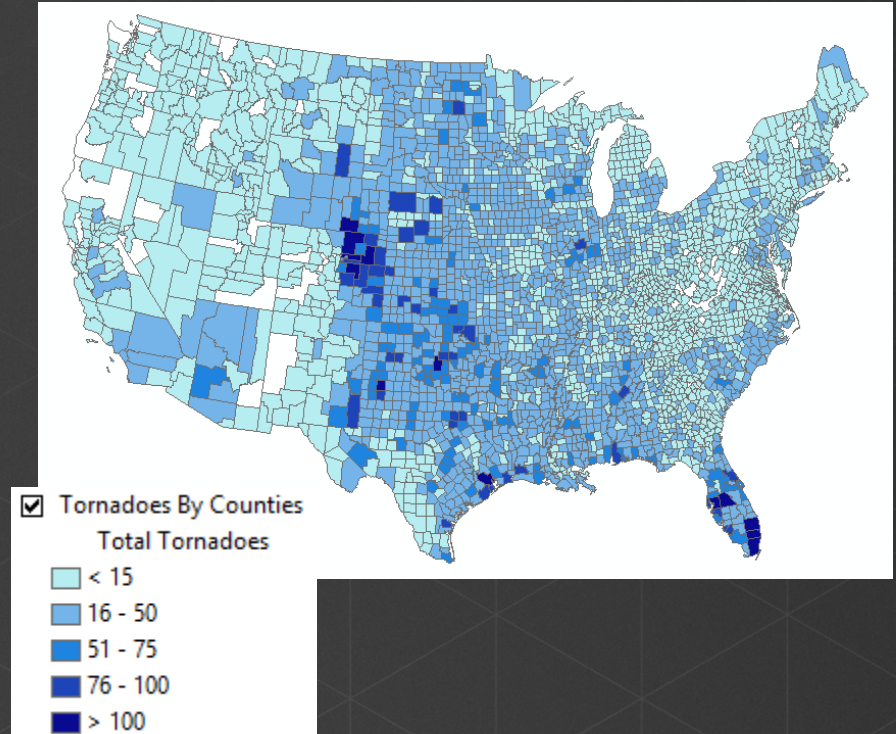 Tornadoes By Counties
Total Tornadoes
< 15
16 - 50
51 - 75
76 - 100
> 100